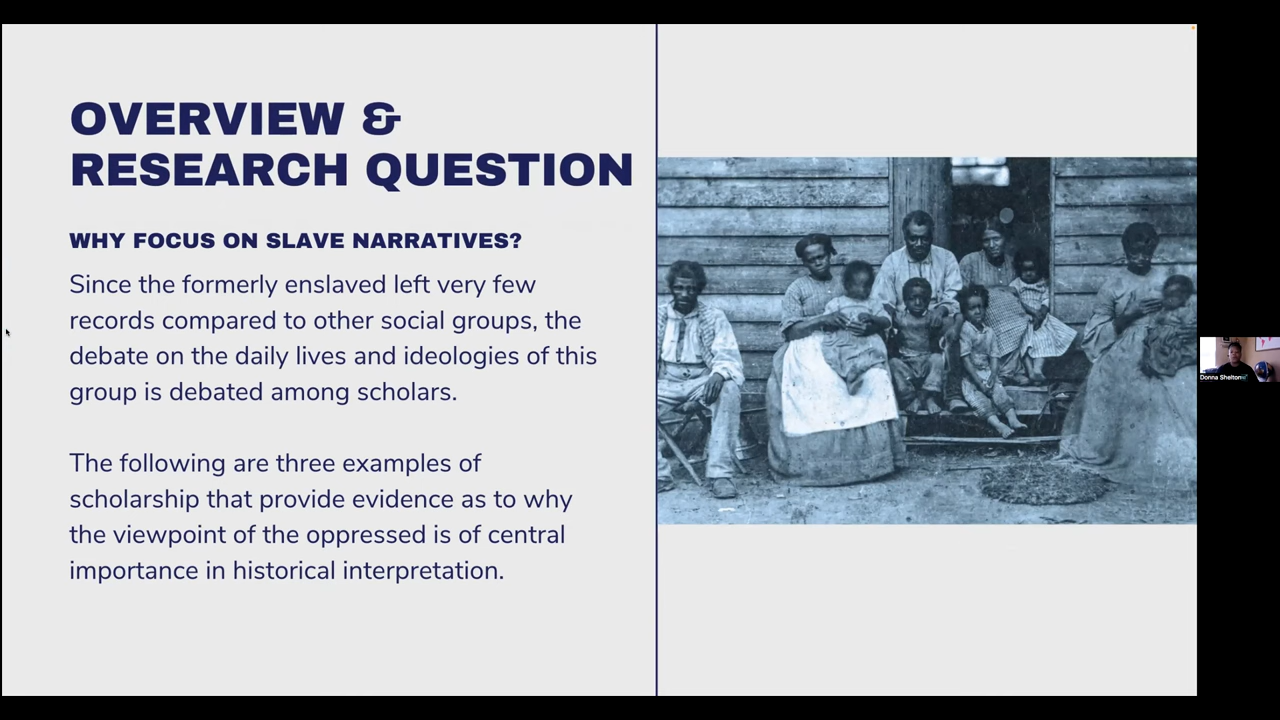 OVERVIEW &
RESEARCH QUESTION
WHY FOCUS ON SLAVE NARRATIVES?
Since the formerly enslaved left very few
records compared to other social groups, the
debate on the daily lives and ideologies of this
group is debated among scholars.
The following are three examples of
scholarship that provide evidence as to why
the viewpoint of the oppressed is of central
importance in historical interpretation.
Donna Shelton